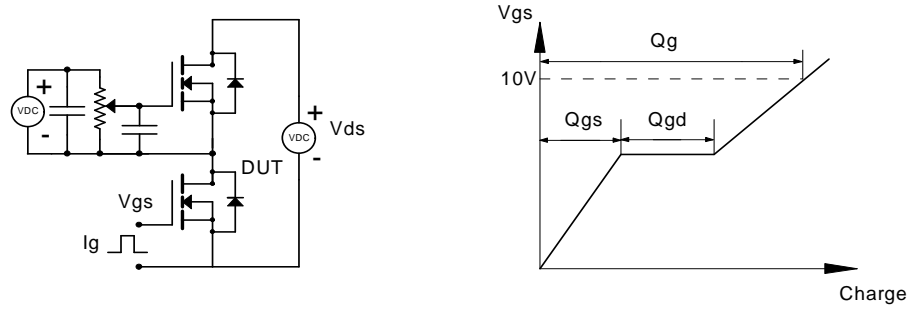 +
VDC
-
+
VDC
-
Vds
DUT
Vgs
Ig
Vgs
Qg
10V
Qgs
Qgd
Charge